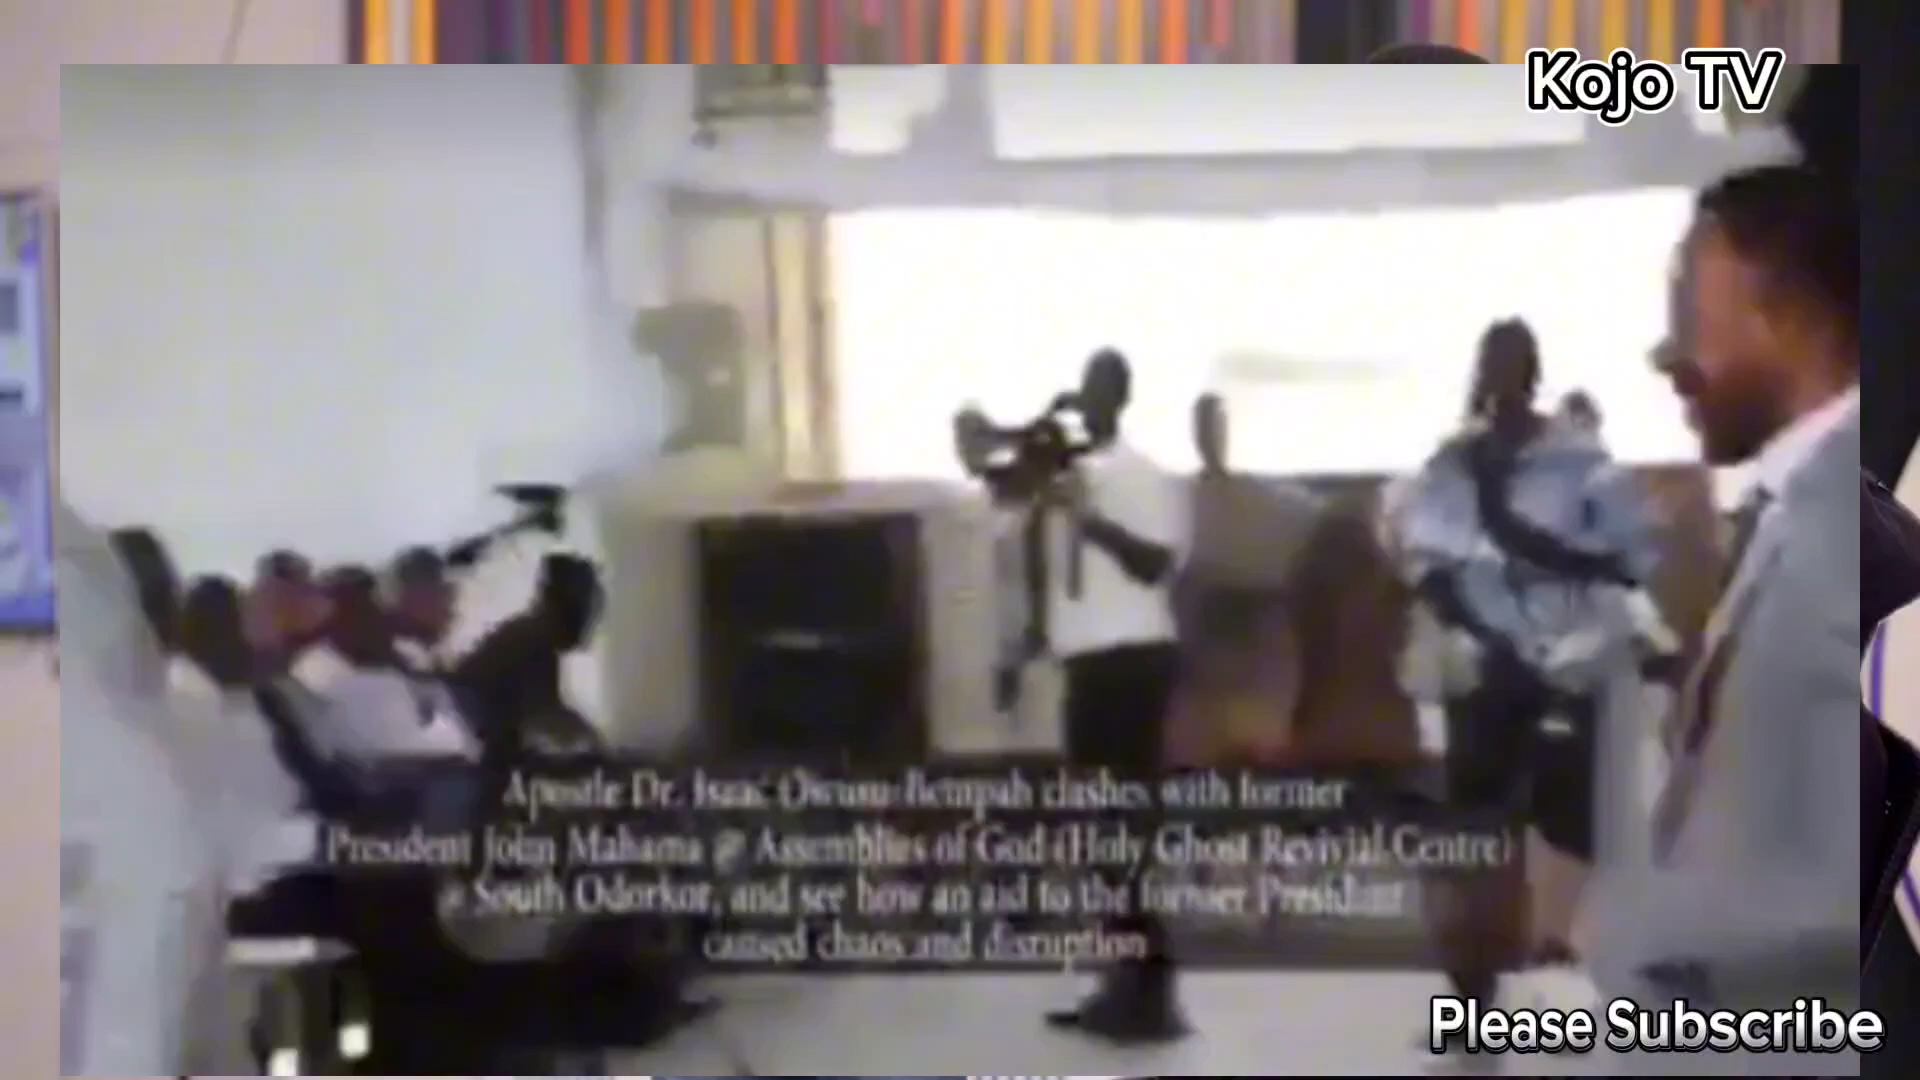 Kojo TV
Apostle Dr. Isaac Owusu-Bempah clashes with former
President John Mahama @ Assemblies of God (Holy Ghost Revivial Centre)
South Odorkor, and see how an aid to the former President
caused chaos and disruption
Please Subscribe